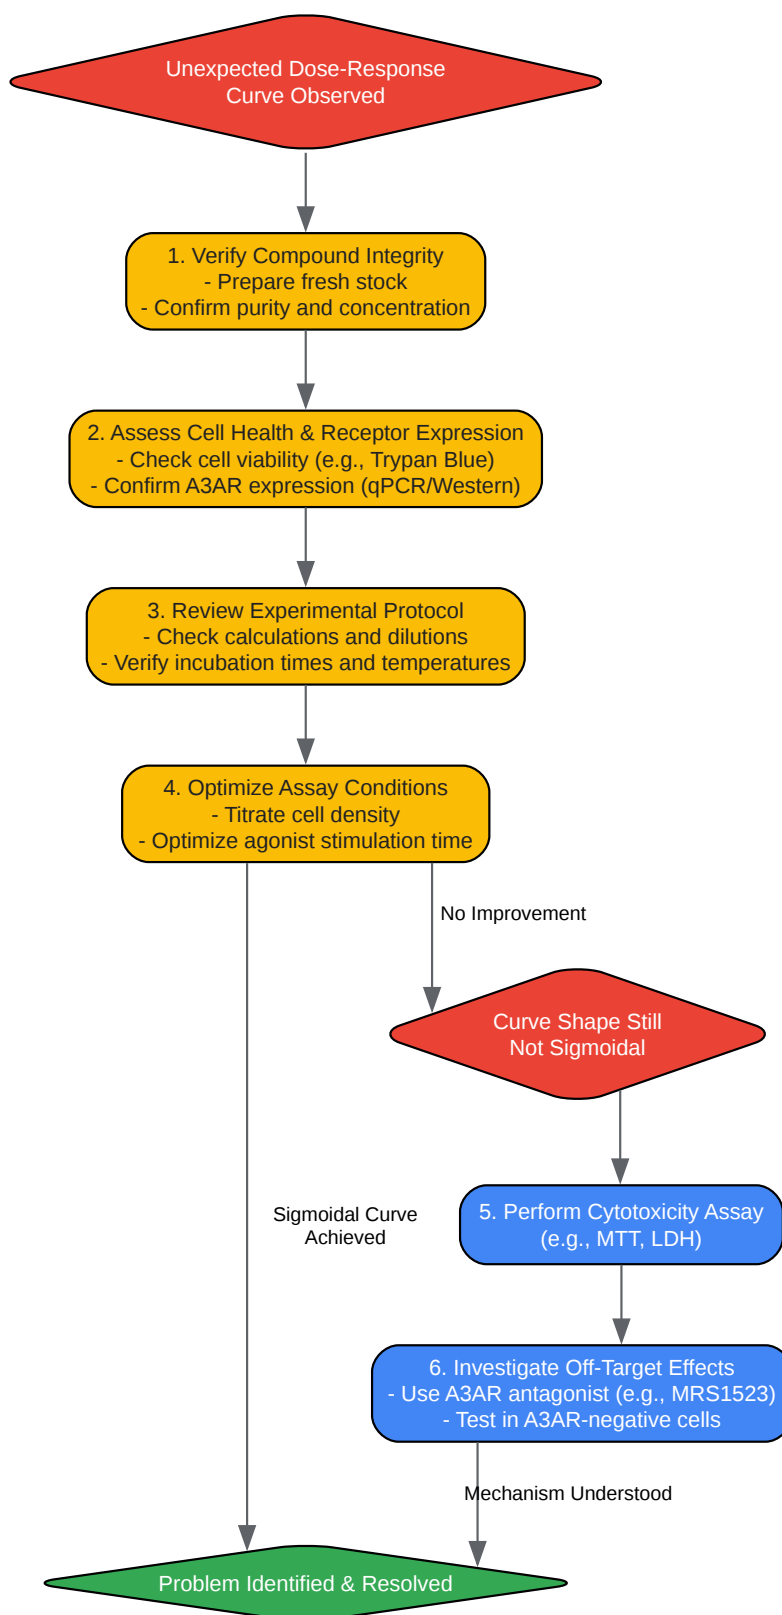 Unexpected Dose-Response
Curve Observed
1. Verify Compound Integrity
- Prepare fresh stock
- Confirm purity and concentration
2. Assess Cell Health & Receptor Expression
- Check cell viability (e.g., Trypan Blue)
- Confirm A3AR expression (qPCR/Western)
3. Review Experimental Protocol
- Check calculations and dilutions
- Verify incubation times and temperatures
4. Optimize Assay Conditions
- Titrate cell density
- Optimize agonist stimulation time
No Improvement
Curve Shape Still
Not Sigmoidal
5. Perform Cytotoxicity Assay
(e.g., MTT, LDH)
Sigmoidal Curve
Achieved
6. Investigate Off-Target Effects
- Use A3AR antagonist (e.g., MRS1523)
- Test in A3AR-negative cells
Mechanism Understood
Problem Identified & Resolved